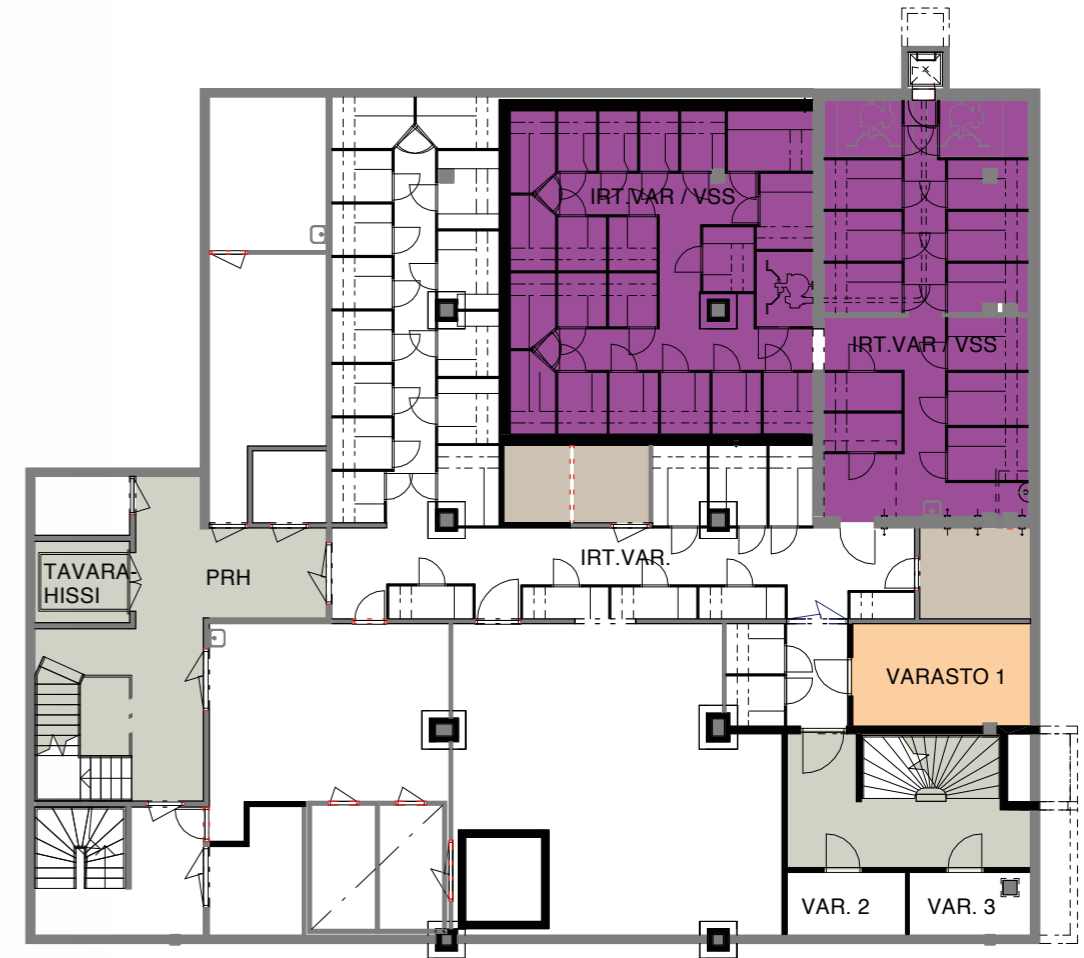 IRT.VAR / VSS
IRT.VAR / VSS
IRT.VAR.
TAVARA-
HISSI
PRH
VARASTO 1
VAR. 2
VAR. 3